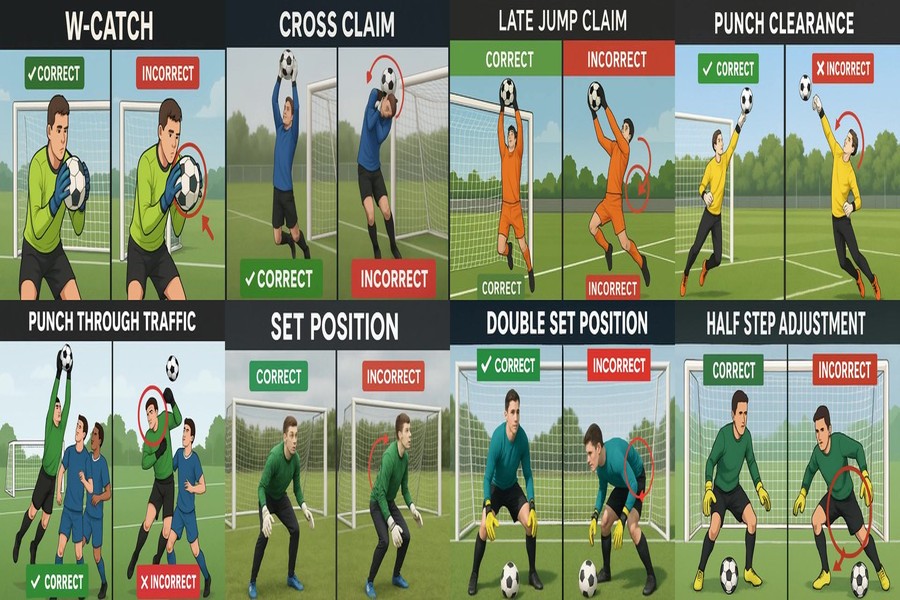 W-CATCH
✓ CORRECT
INCORRECT
CROSS CLAIM
✓ CORRECT
INCORRECT
LATE JUMP CLAIM
CORRECT
INCORRECT
CORRECT
INCORRECT
PUNCH CLEARANCE
✓ CORRECT
✗ INCORRECT
PUNCH THROUGH TRAFFIC
✓ CORRECT
✗ INCORRECT
SET POSITION
CORRECT
INCORRECT
DOUBLE SET POSITION
✓ CORRECT
INCORRECT
HALF STEP ADJUSTMENT
CORRECT
INCORRECT